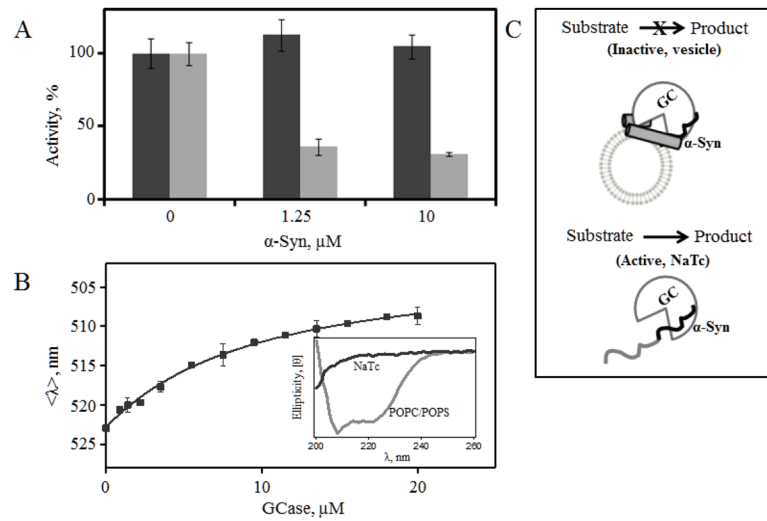 A
Activity, %
100
50
0
0 1.25 10
α-Syn, µM
B
<λ>, nm
505
510
515
520
525
0 10 20
GCase, µM
Ellipticity, [θ]
NaTc
POPC/POPS
200 220 240 260
λ, nm
C
Substrate X Product
(Inactive, vesicle)
GC
α-Syn
Substrate Product
(Active, NaTc)
GC
α-Syn